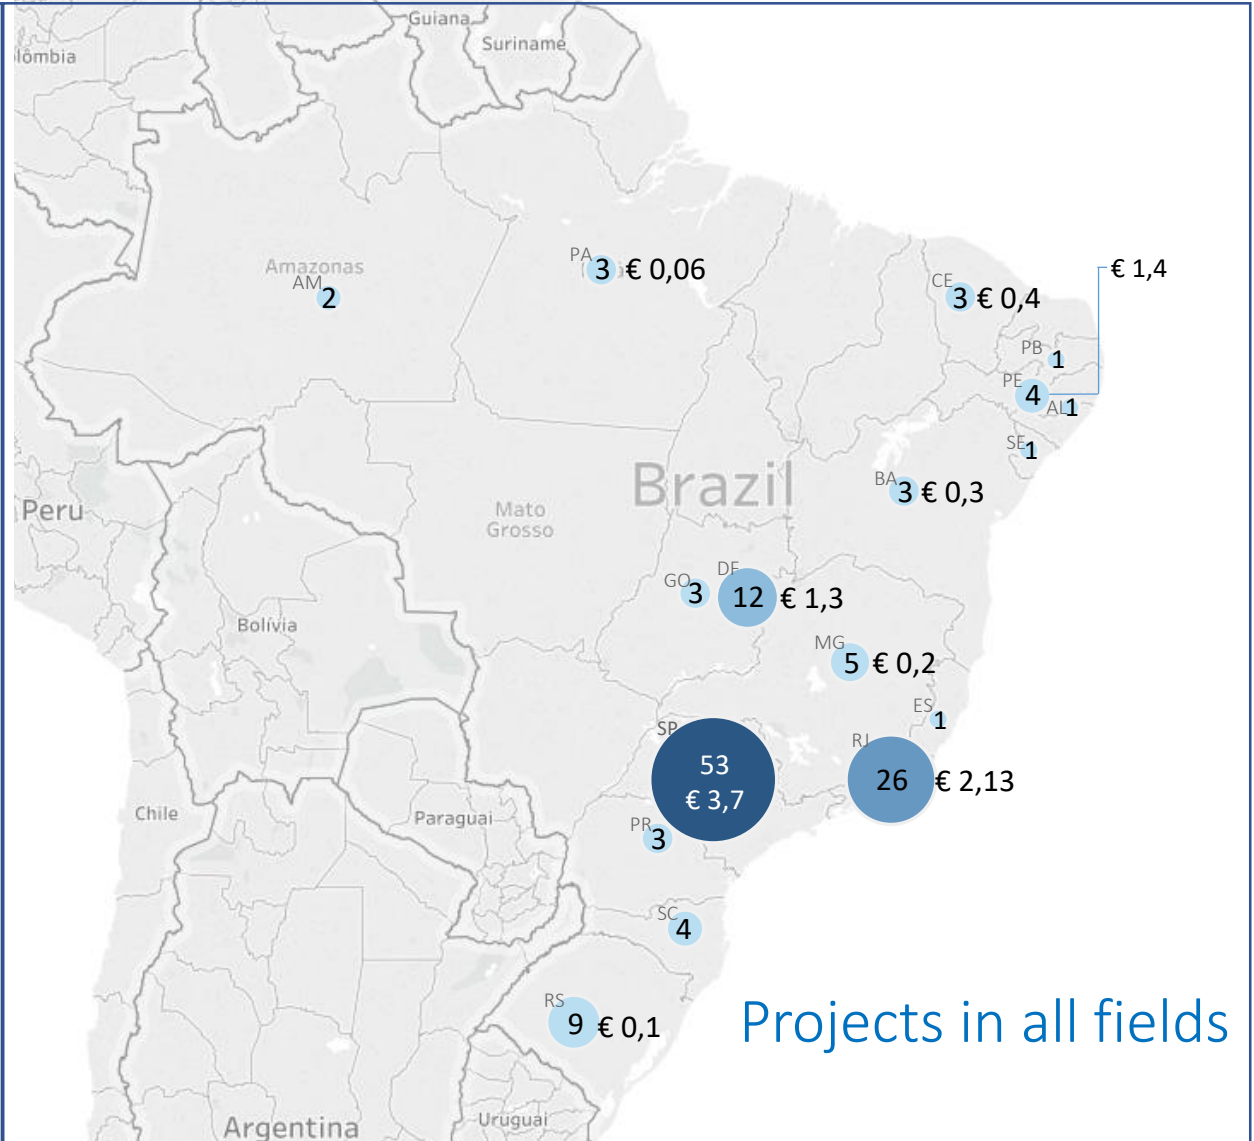 Guiana
Suriname
lômbia
Amazonas
AM
2
PA
3 € 0,06
€ 1,4
CE
3 € 0,4
PB
1
PE
4
AL
1
SE
1
Brazil
BA
3 € 0,3
Peru
Mato
Grosso
GO
3
DF
12 € 1,3
Bolívia
MG
5 € 0,2
ES
1
SP
53
€ 3,7
RJ
26 € 2,13
Chile
Paraguai
PR
3
SC
4
RS
9 € 0,1
Projects in all fields
Argentina
Uruguai